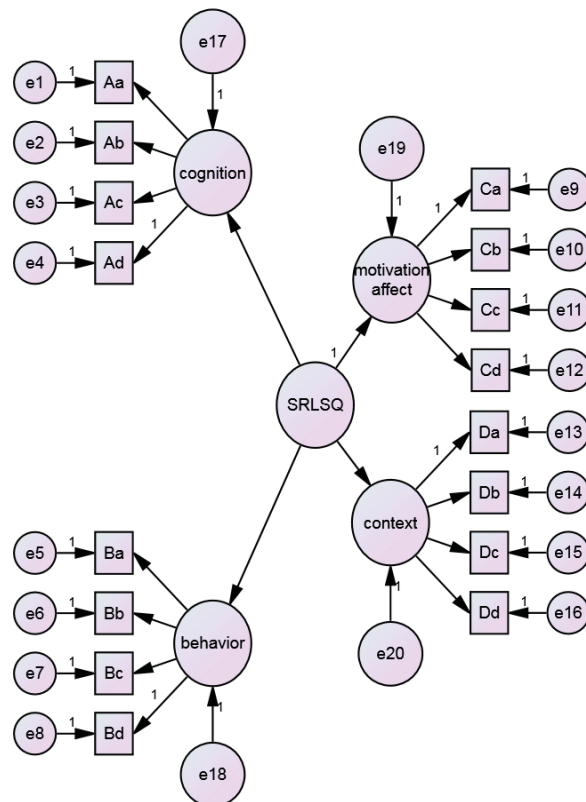 e17
e1
1
Aa
1
e2
1
Ab
cognition
e3
1
Ac
e4
1
Ad
1
e19
1
motivation
affect
1
Ca
1
e9
Cb
1
e10
Cc
1
e11
Cd
1
e12
1
SRLSQ
1
Da
1
e13
Db
1
e14
context
Dc
1
e15
Dd
1
e16
1
e20
e5
1
Ba
e6
1
Bb
behavior
e7
1
Bc
e8
1
Bd
1
1
e18